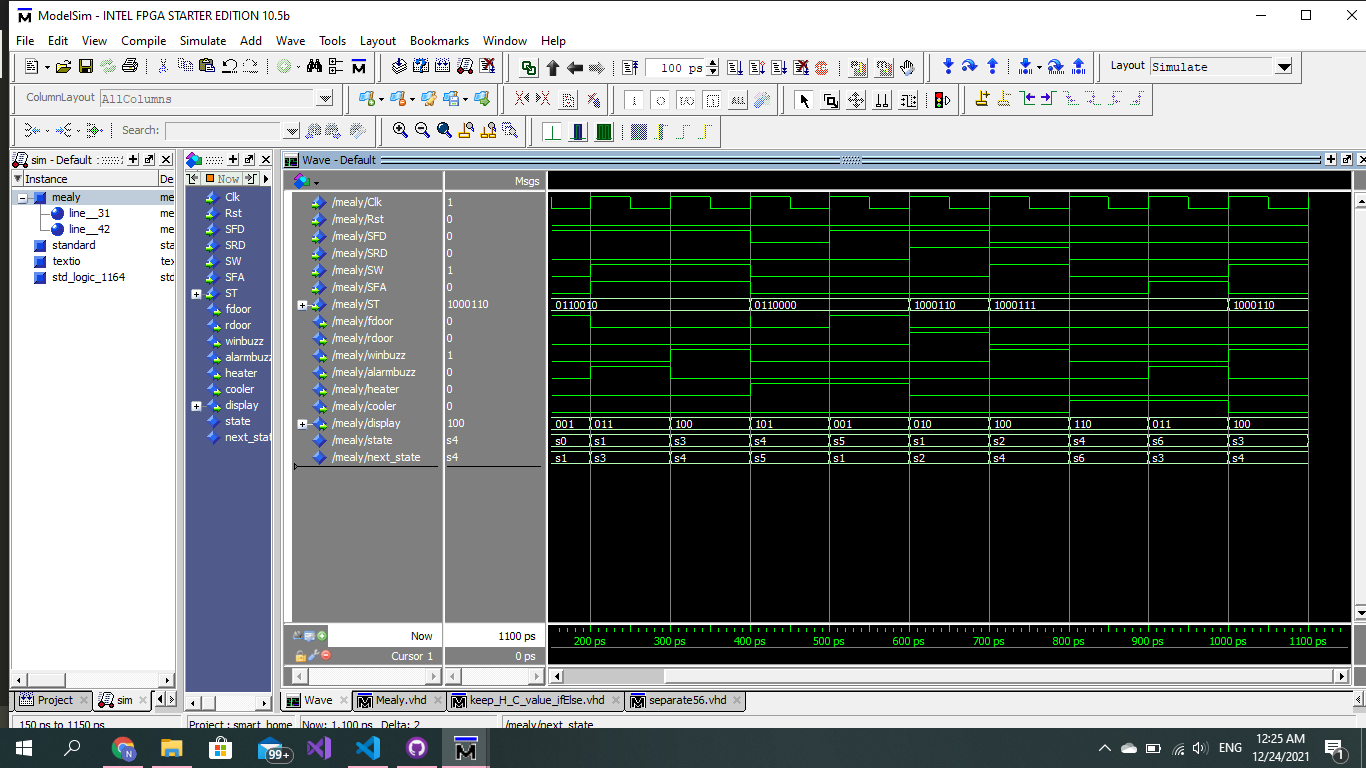 ModelSim - INTEL FPGA STARTER EDITION 10.5b
File Edit View Compile Simulate Add Wave Tools Layout Bookmarks Window Help
100 ps
Layout Simulate
ColumnLayout AllColumns
ALL
Search:
sim - Default
Now
Wave - Default
Instance De
Msgs
mealy me
line__31 me
line__42 me
standard sta
textio tex
std_logic_1164 std
Clk
Rst
SFD
SRD
SW
SFA
ST
fdoor
rdoor
winbuzz
alarmbuzz
heater
cooler
display
state
next_stat
/mealy/Clk 1
/mealy/Rst 0
/mealy/SFD 0
/mealy/SRD 0
/mealy/SW 1
/mealy/SFA 0
/mealy/ST 1000110 0110010 0110000 1000110 1000111 1000110
/mealy/fdoor 0
/mealy/rdoor 0
/mealy/winbuzz 1
/mealy/alarmbuzz 0
/mealy/heater 0
/mealy/cooler 0
/mealy/display 100 001 011 100 101 001 010 100 110 011 100
/mealy/state s4 s0 s1 s3 s4 s5 s1 s2 s4 s6 s3
/mealy/next_state s4 s1 s3 s4 s5 s1 s2 s4 s6 s3 s4
Now 1100 ps
200 ps 300 ps 400 ps 500 ps 600 ps 700 ps 800 ps 900 ps 1000 ps 1100 ps
Cursor 1 0 ps
Project sim
Wave Mealy.vhd keep_H_C_value_ifElse.vhd separate56.vhd
150 ps to 1150 ps Project : smart_home Now: 1,100 ps Delta: 2 /mealy/next_state
N
99+
M
ENG
12:25 AM
12/24/2021
1